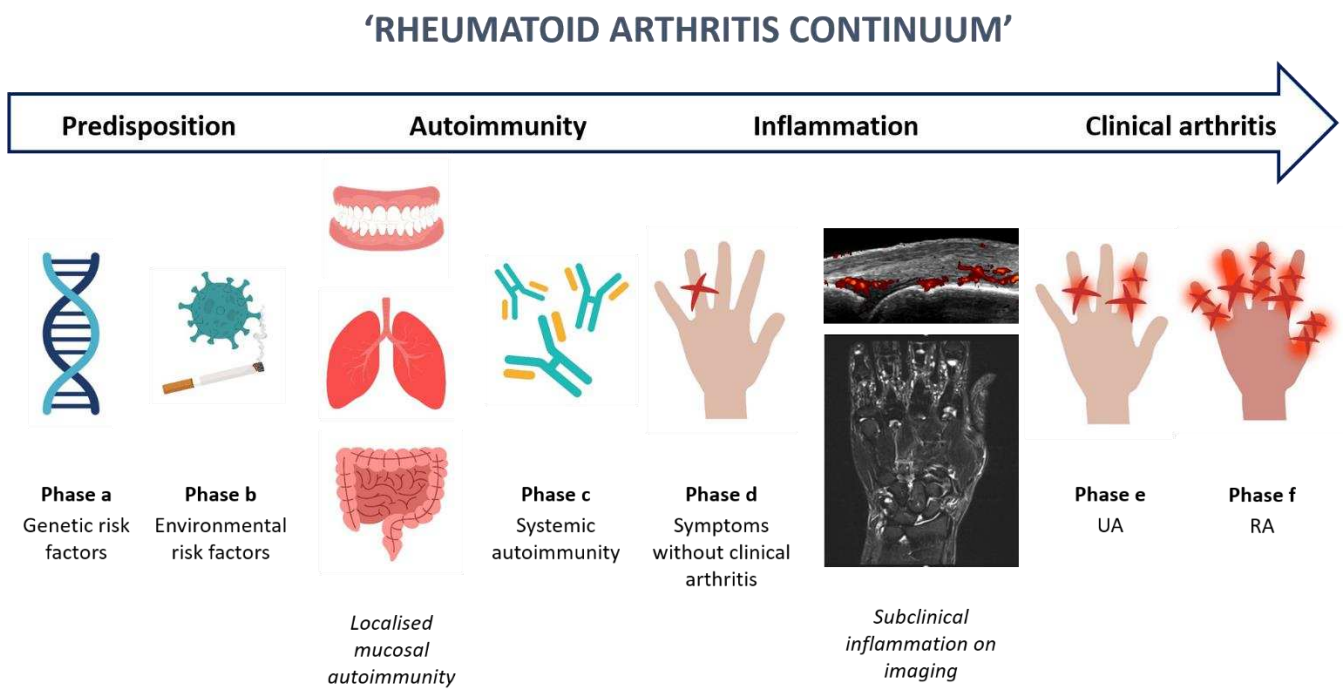 ‘RHEUMATOID ARTHRITIS CONTINUUM’
Predisposition
Autoimmunity
Inflammation
Clinical arthritis
Phase a
Genetic risk
factors
Phase b
Environmental
risk factors
Localised
mucosal
autoimmunity
Phase c
Systemic
autoimmunity
Phase d
Symptoms
without clinical
arthritis
Subclinical
inflammation on
imaging
Phase e
UA
Phase f
RA